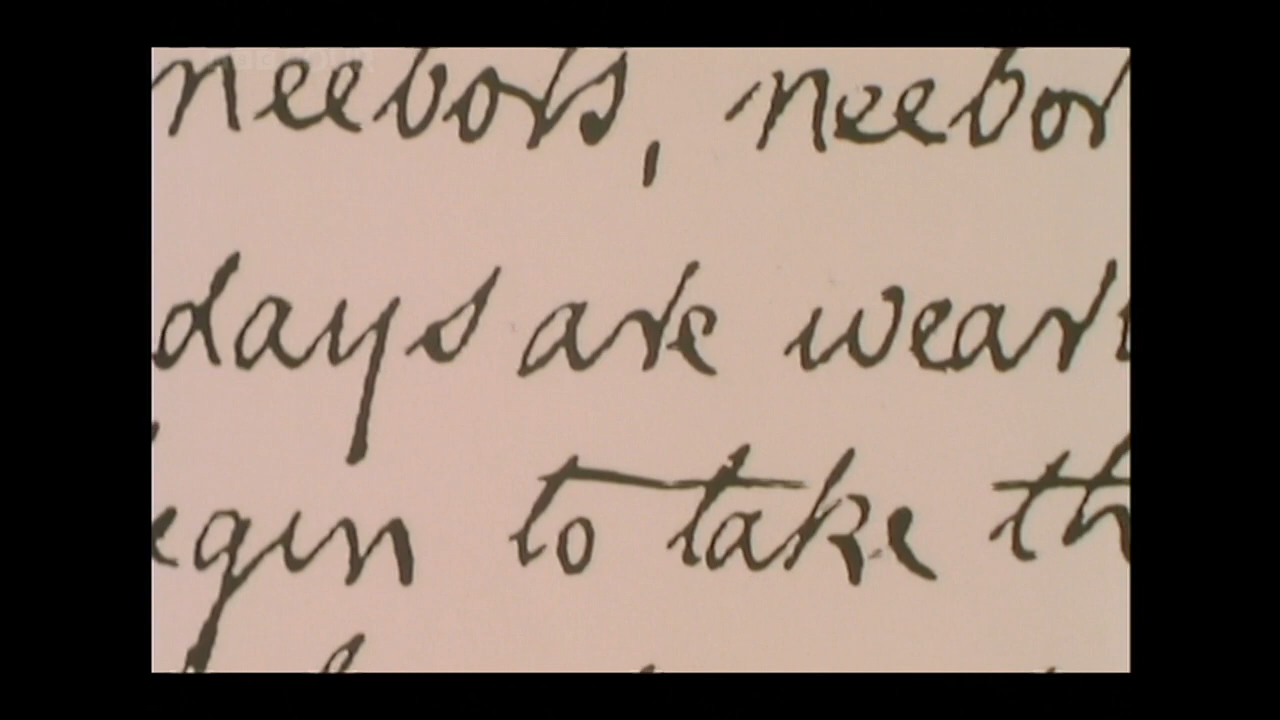 neebors, neebor
days are wear
egin to take th